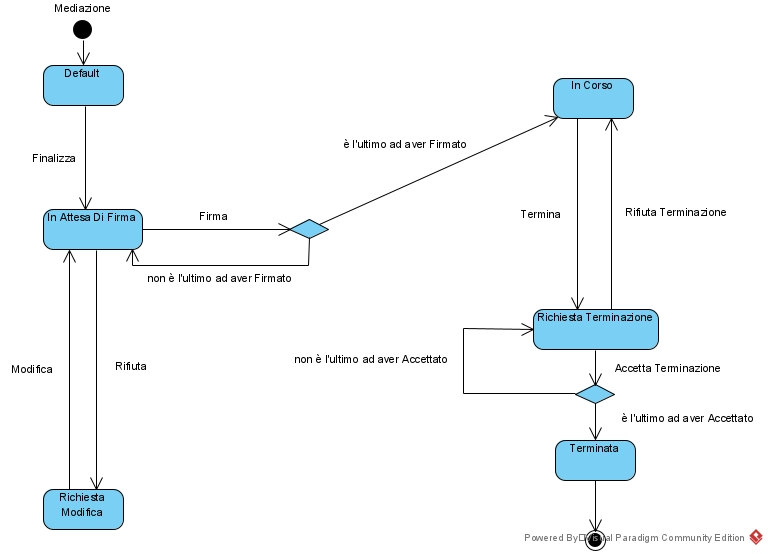 Mediazione
Default
In Corso
è l'ultimo ad aver Firmato
Finalizza
In Attesa Di Firma
Firma
Termina
Rifiuta Terminazione
non è l'ultimo ad aver Firmato
Richiesta Terminazione
non è l'ultimo ad aver Accettato
Modifica
Rifiuta
Accetta Terminazione
è l'ultimo ad aver Accettato
Terminata
Richiesta
Modifica
Powered By Visual Paradigm Community Edition